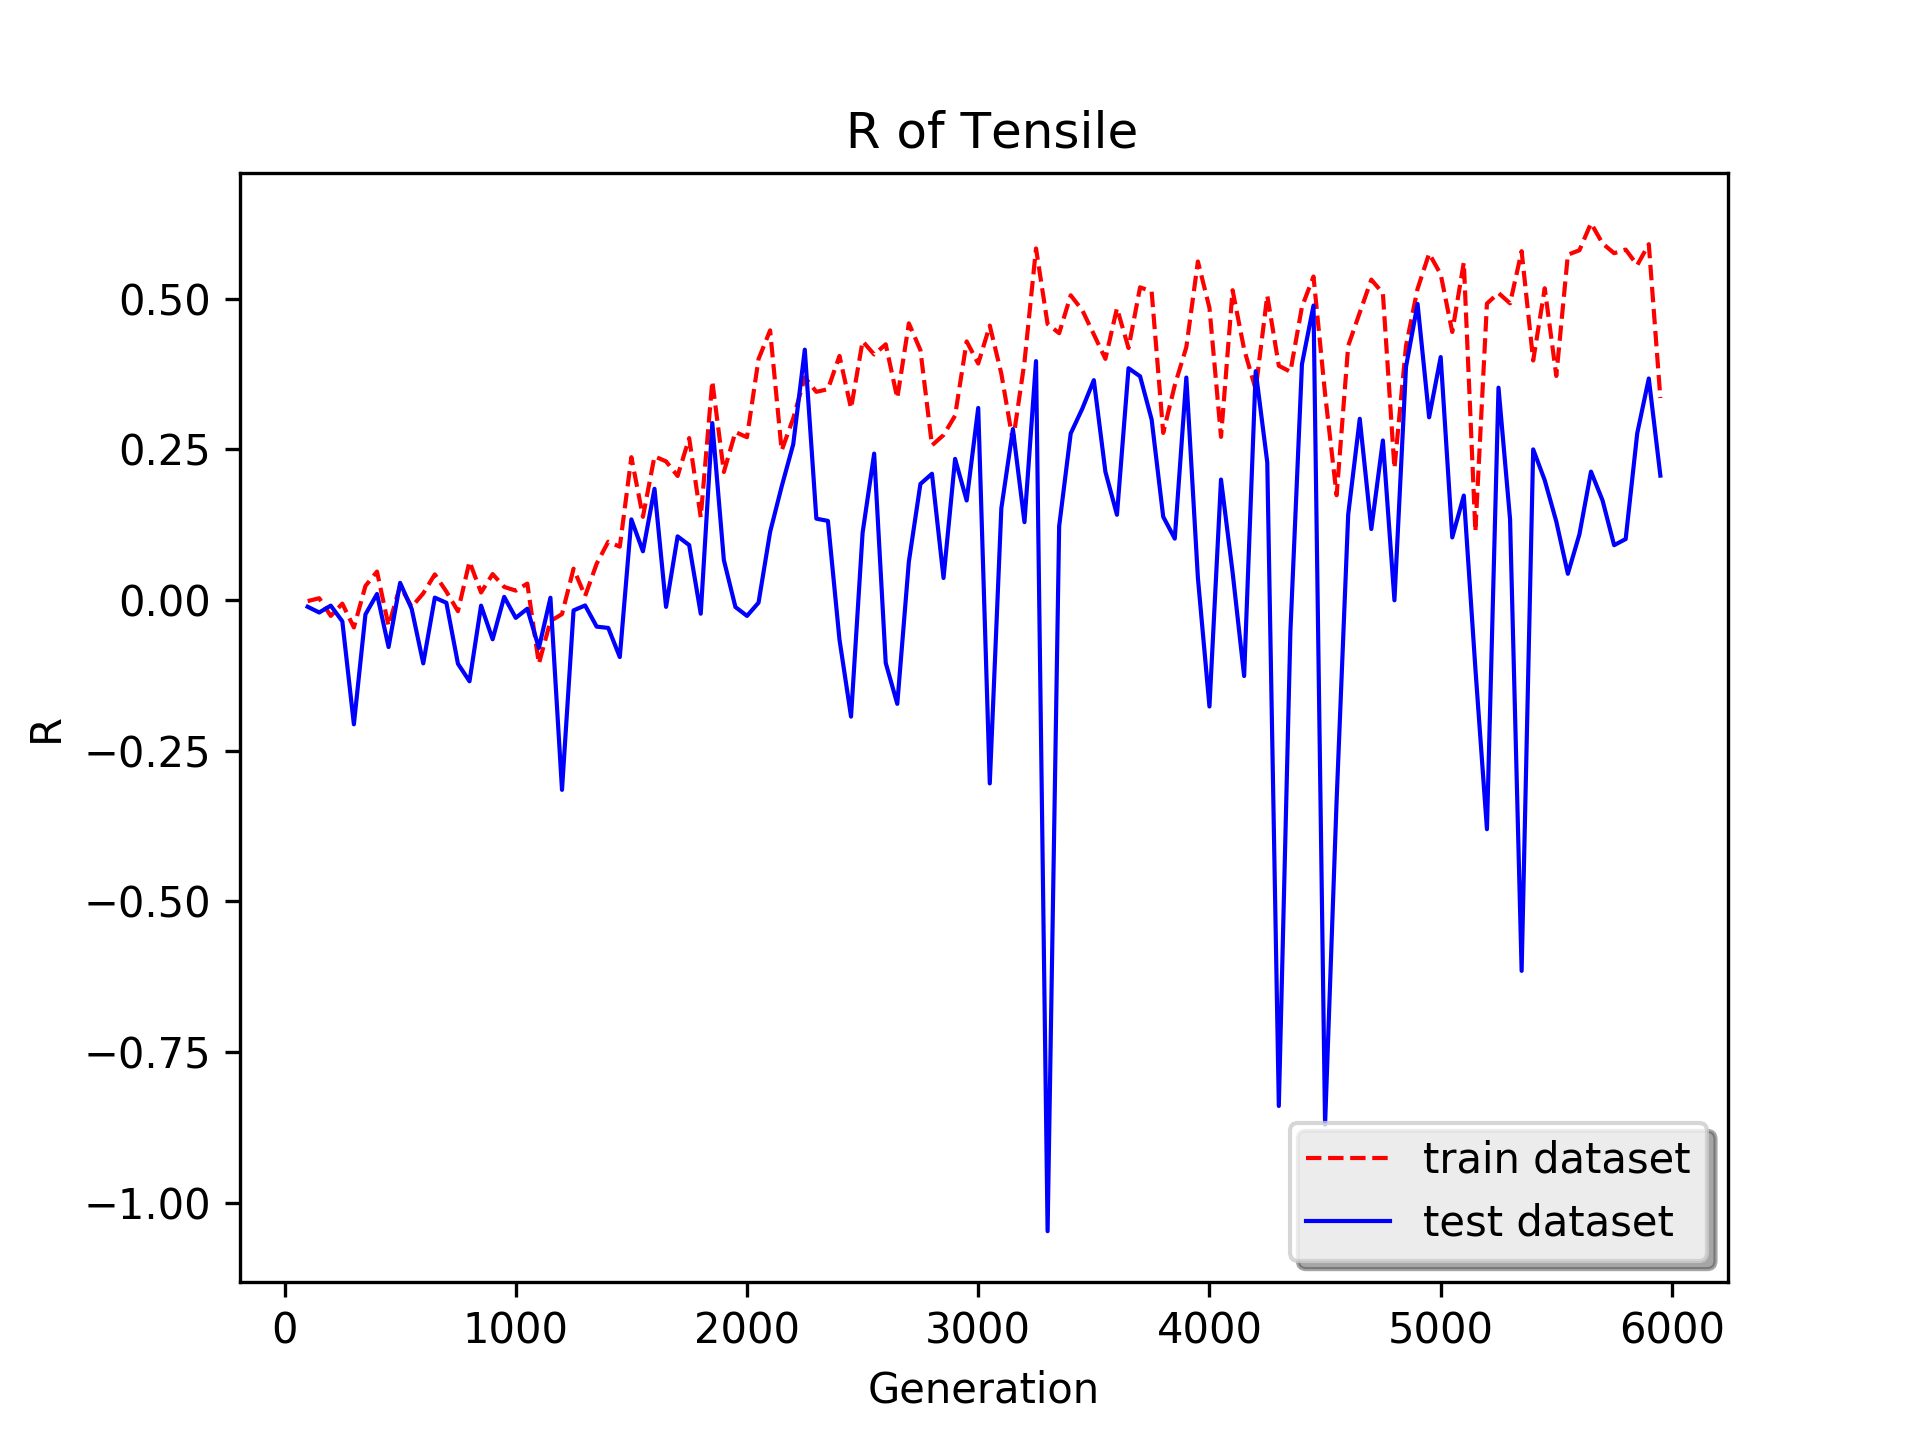 R of Tensile
R
0.50
0.25
0.00
−0.25
−0.50
−0.75
−1.00
train dataset
test dataset
0 1000 2000 3000 4000 5000 6000
Generation